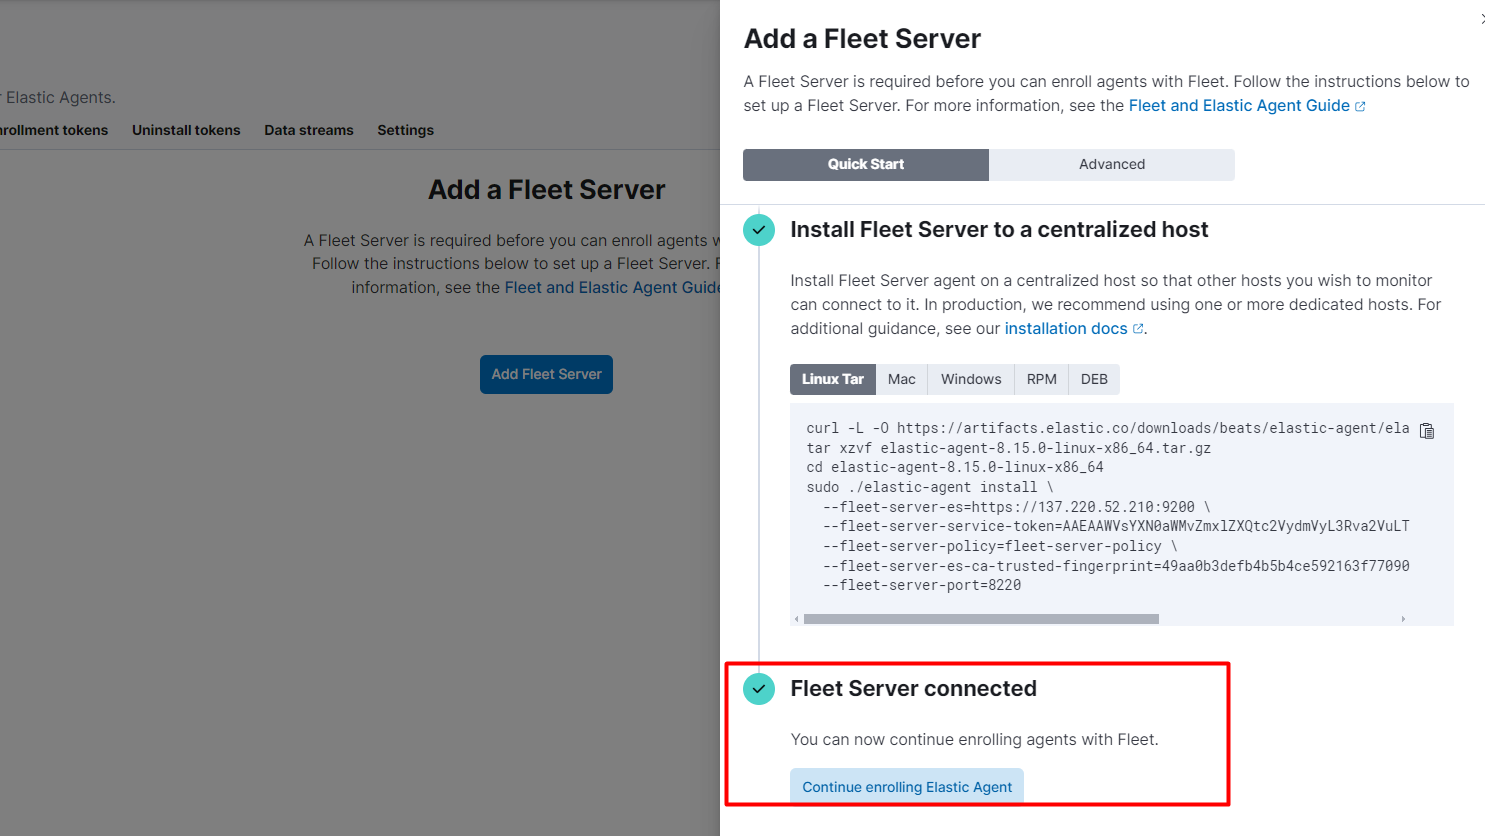 Elastic Agents.
Uninstall tokens
Data streams
Settings
Add a Fleet Server
A Fleet Server is required before you can enroll agents
Follow the instructions below to set up a Fleet Server.
information, see the Fleet and Elastic Agent Guide
Add Fleet Server
Add a Fleet Server
A Fleet Server is required before you can enroll agents with Fleet. Follow the instructions below to
set up a Fleet Server. For more information, see the Fleet and Elastic Agent Guide
Quick Start
Advanced
Install Fleet Server to a centralized host
Install Fleet Server agent on a centralized host so that other hosts you wish to monitor
can connect to it. In production, we recommend using one or more dedicated hosts. For
additional guidance, see our installation docs.
Linux Tar
Mac
Windows
RPM
DEB
curl -L -O https://artifacts.elastic.co/downloads/beats/elastic-agent/ela
tar xzvf elastic-agent-8.15.0-linux-x86_64.tar.gz
cd elastic-agent-8.15.0-linux-x86_64
sudo ./elastic-agent install \
--fleet-server-es=https://137.220.52.210:9200 \
--fleet-server-service-token=AAEAAWVsYXN0aWMvZmxlZXQtc2VydmVyL3Rva2VuLT
--fleet-server-policy=fleet-server-policy \
--fleet-server-es-ca-trusted-fingerprint=49aa0b3defb4b5b4ce592163f77090
--fleet-server-port=8220
Fleet Server connected
You can now continue enrolling agents with Fleet.
Continue enrolling Elastic Agent